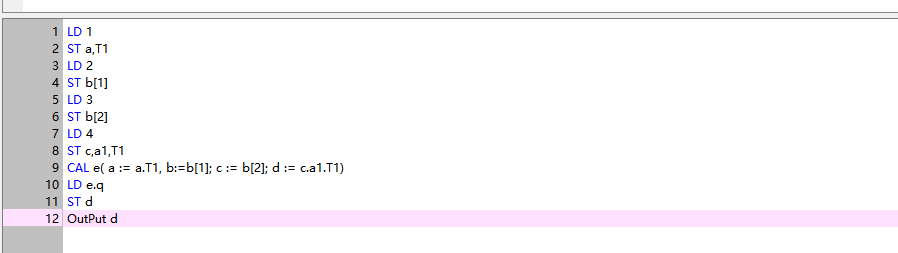 1 LD 1
2 ST a,T1
3 LD 2
4 ST b[1]
5 LD 3
6 ST b[2]
7 LD 4
8 ST c,a1,T1
9 CAL e( a := a.T1, b:=b[1]; c := b[2]; d := c.a1.T1)
10 LD e.q
11 ST d
12 OutPut d